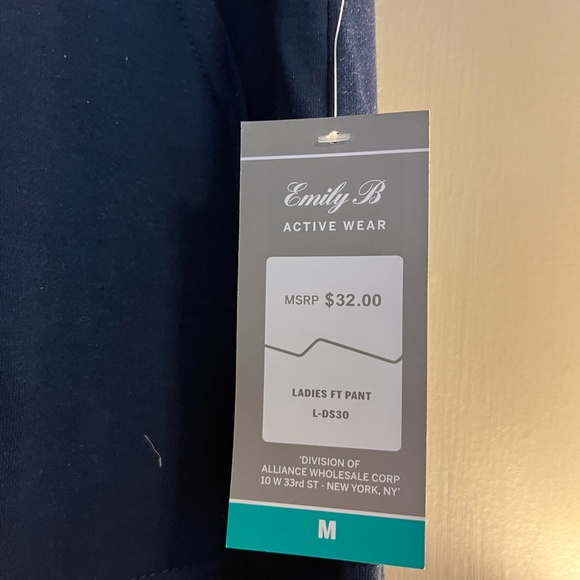 Emily B
ACTIVE WEAR
MSRP $32.00
LADIES FT PANT
L-DS30
'DIVISION OF
ALLIANCE WHOLESALE CORP
10 W 33rd ST - NEW YORK, NY'
M